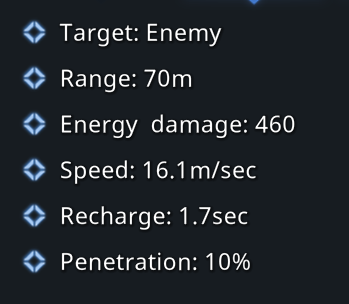 Target: Enemy
Range: 70m
Energy  damage: 460
Speed: 16.1m/sec
Recharge: 1.7sec
Penetration: 10%